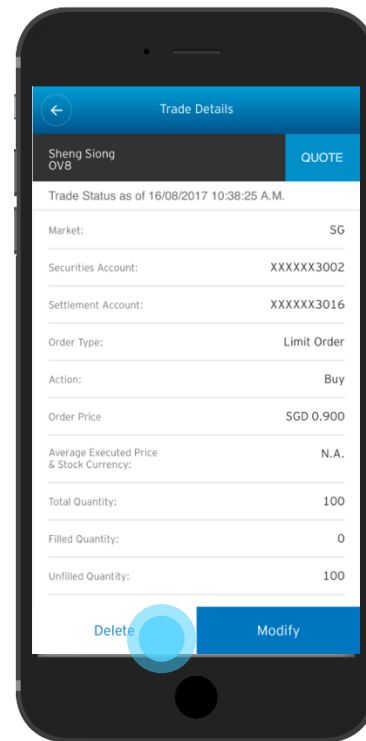 Trade Details
Sheng Siong
OV8
QUOTE
Trade Status as of 16/08/2017 10:38:25 A.M.
Market: SG
Securities Account: XXXXXX3002
Settlement Account: XXXXXX3016
Order Type: Limit Order
Action: Buy
Order Price SGD 0.900
Average Executed Price
& Stock Currency: N.A.
Total Quantity: 100
Filled Quantity: 0
Unfilled Quantity: 100
Delete Modify